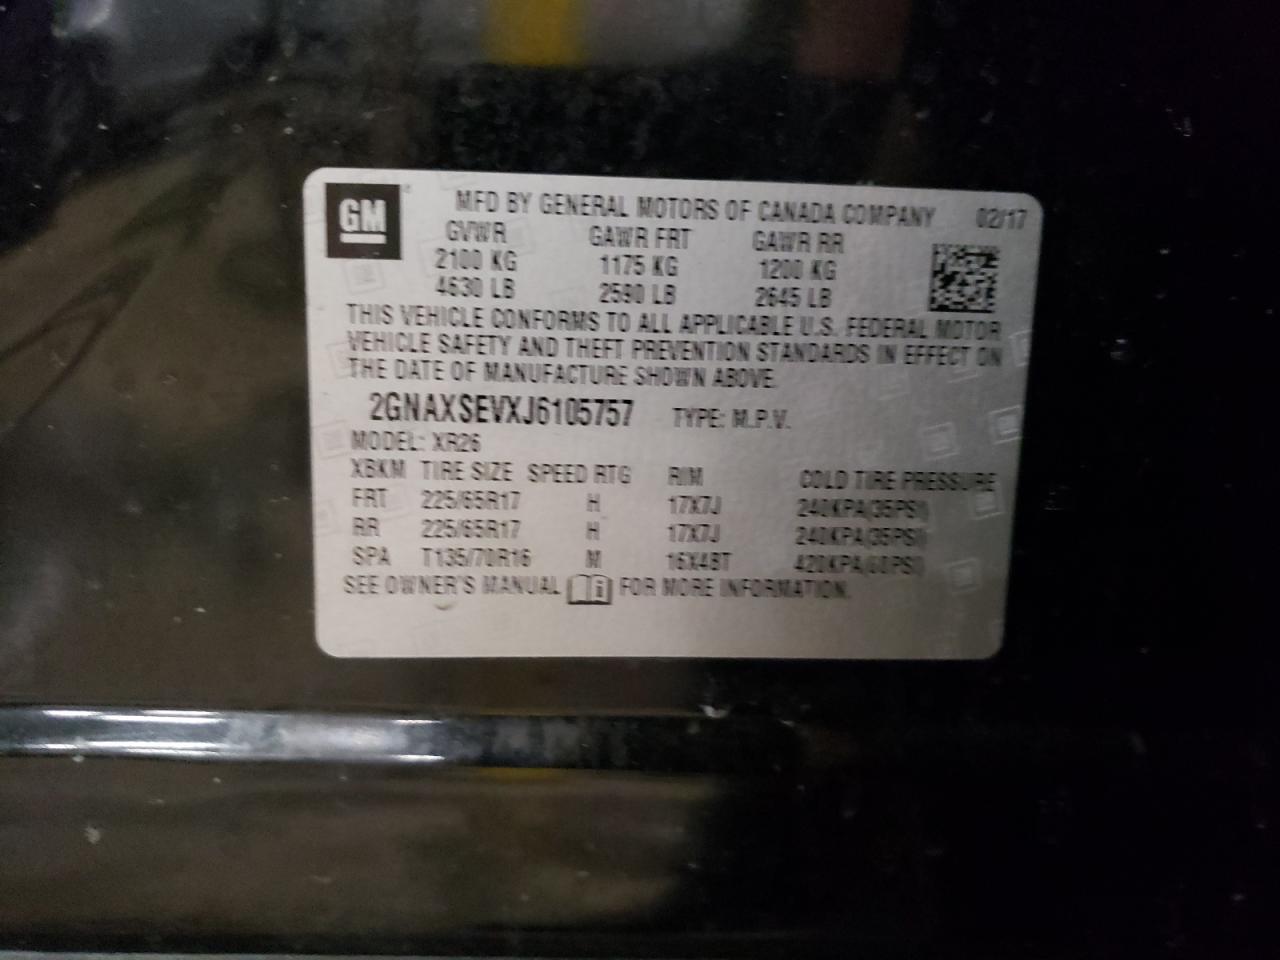 GM
MFD BY GENERAL MOTORS OF CANADA COMPANY 02/17
GVWR GAWR FRT GAWR RR
2100 KG 1175 KG 1200 KG
4630 LB 2590 LB 2645 LB
THIS VEHICLE CONFORMS TO ALL APPLICABLE U.S. FEDERAL MOTOR
VEHICLE SAFETY AND THEFT PREVENTION STANDARDS IN EFFECT ON
THE DATE OF MANUFACTURE SHOWN ABOVE.
2GNAXSEVXJ6105757 TYPE: M.P.V.
MODEL: XR26
XBKM TIRE SIZE SPEED RTG RIM COLD TIRE PRESSURE
FRT 225/65R17 H 17X7J 240KPA(35PSI)
RR 225/65R17 H 17X7J 240KPA(35PSI)
SPA T135/70R16 M 16X4BT 420KPA(60PSI)
SEE OWNER'S MANUAL FOR MORE INFORMATION.